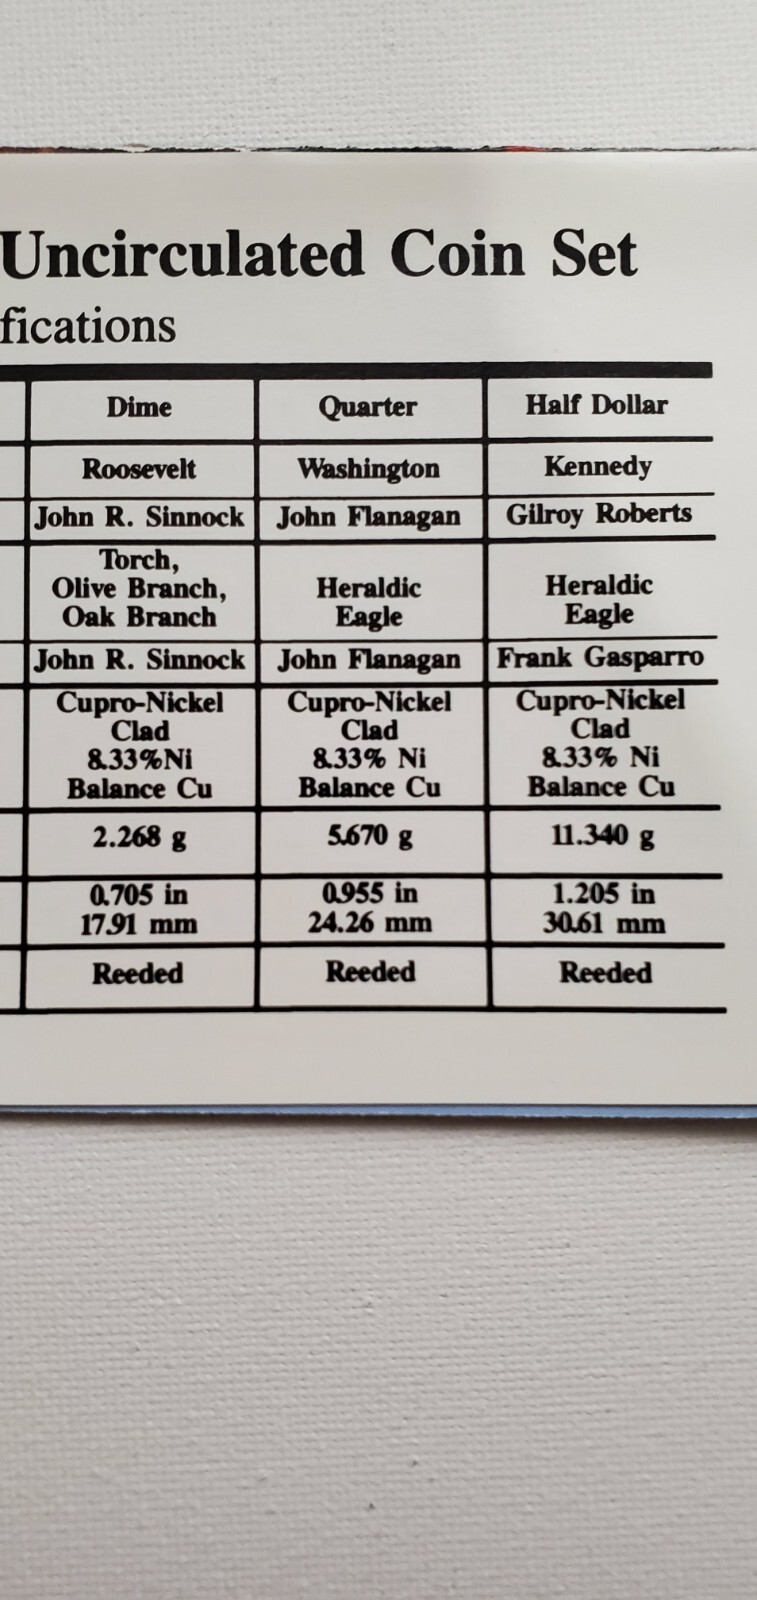 Uncirculated Coin Set
fications
Dime Quarter Half Dollar
Roosevelt Washington Kennedy
John R. Sinnock John Flanagan Gilroy Roberts
Torch,
Olive Branch,
Oak Branch
Heraldic
Eagle
Heraldic
Eagle
John R. Sinnock John Flanagan Frank Gasparro
Cupro-Nickel
Clad
8.33%Ni
Balance Cu
Cupro-Nickel
Clad
8.33% Ni
Balance Cu
Cupro-Nickel
Clad
8.33% Ni
Balance Cu
2.268 g 5.670 g 11.340 g
0.705 in
17.91 mm
0.955 in
24.26 mm
1.205 in
30.61 mm
Reeded Reeded Reeded